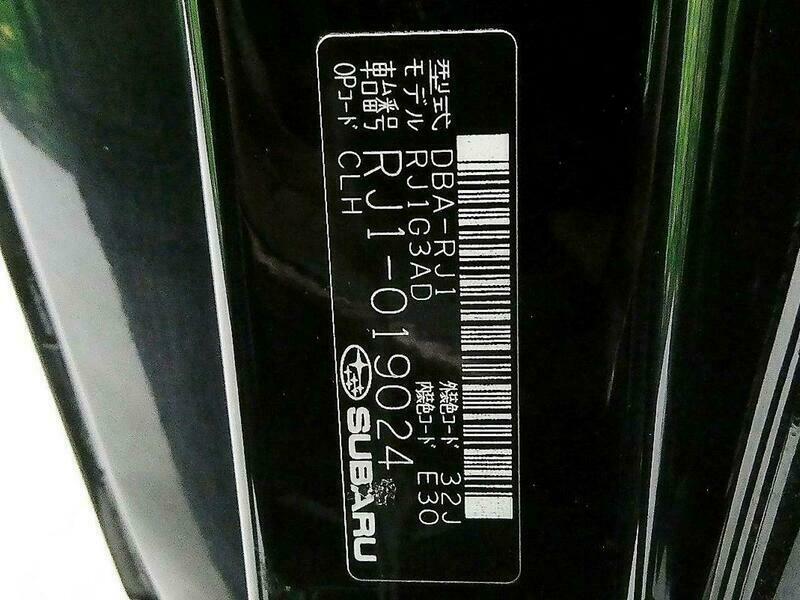 型式 DBA-RJ1
モデル RJ1G3AD
車台番号 RJ1-019024
OPコード CLH
外装色コード 32J
内装色コード E30
SUBARU